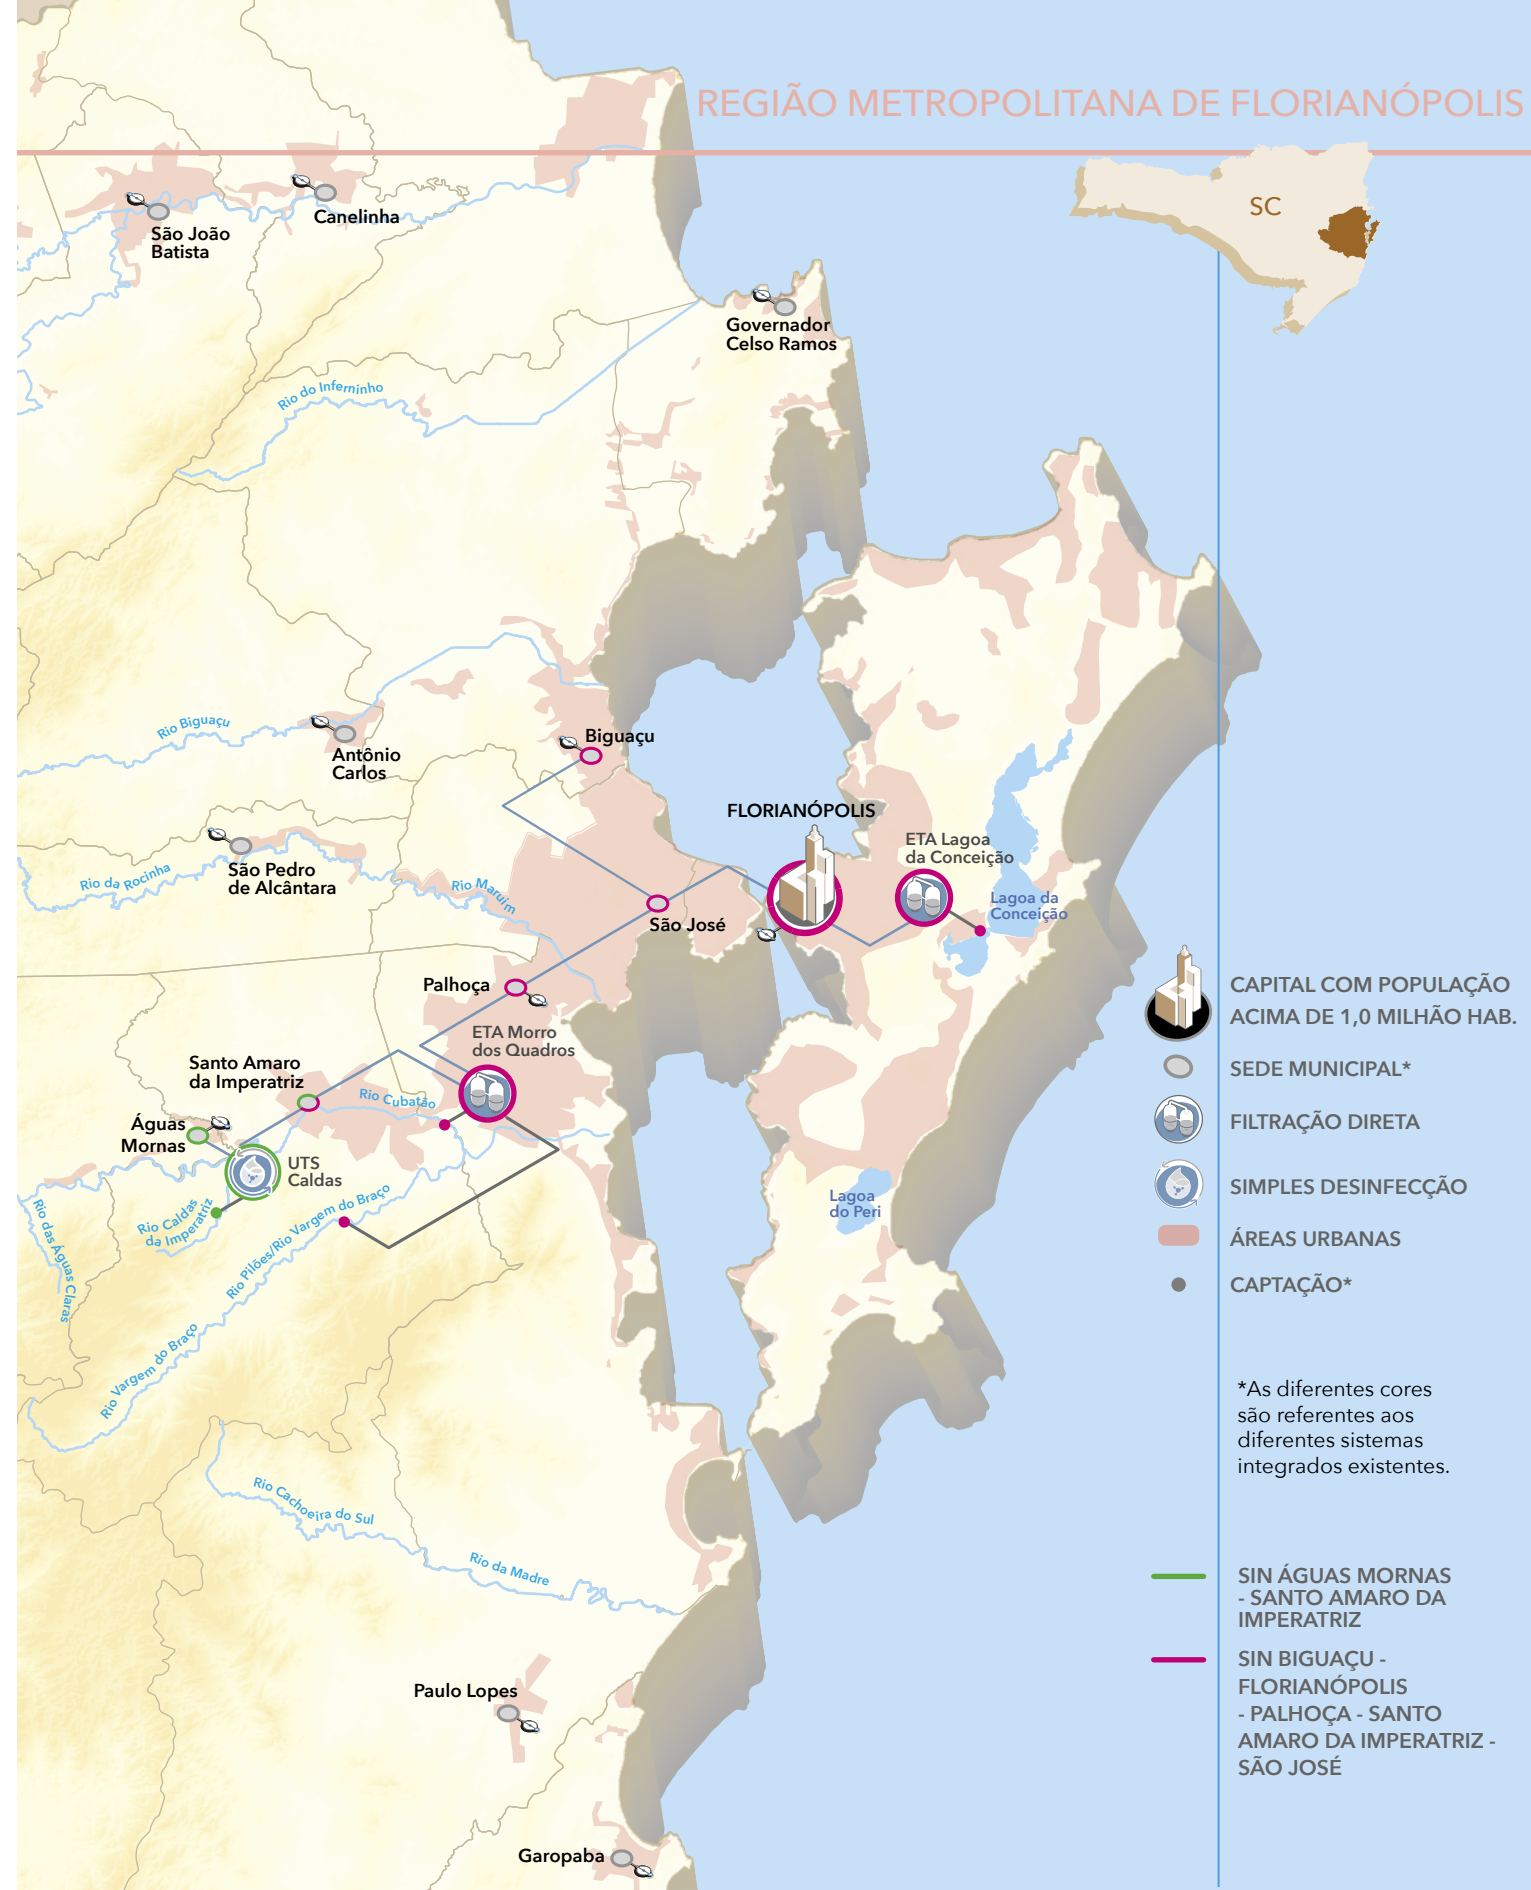 REGIÃO METROPOLITANA DE FLORIANÓPOLIS
SC
Canelinha
São João
Batista
Governador
Celso Ramos
Rio do Inferninho
Rio Biguaçu
Antônio
Carlos
Biguaçu
FLORIANÓPOLIS
ETA Lagoa
da Conceição
São Pedro
de Alcântara
Rio da Rocinha
Rio Maruim
Lagoa da
Conceição
São José
Palhoça
ETA Morro
dos Quadros
Santo Amaro
da Imperatriz
Rio Cubatão
Águas
Mornas
UTS
Caldas
Rio Caldas
da Imperatriz
Rio das Águas Claras
Rio Pilões/Rio Vargem do Braço
Lagoa
do Peri
Rio Vargem do Braço
Rio Cachoeira do Sul
Rio da Madre
Paulo Lopes
Garopaba
CAPITAL COM POPULAÇÃO
ACIMA DE 1,0 MILHÃO HAB.
SEDE MUNICIPAL*
FILTRAÇÃO DIRETA
SIMPLES DESINFECÇÃO
ÁREAS URBANAS
CAPTAÇÃO*
*As diferentes cores
são referentes aos
diferentes sistemas
integrados existentes.
SIN ÁGUAS MORNAS
- SANTO AMARO DA
IMPERATRIZ
SIN BIGUAÇU -
FLORIANÓPOLIS
- PALHOÇA - SANTO
AMARO DA IMPERATRIZ -
SÃO JOSÉ